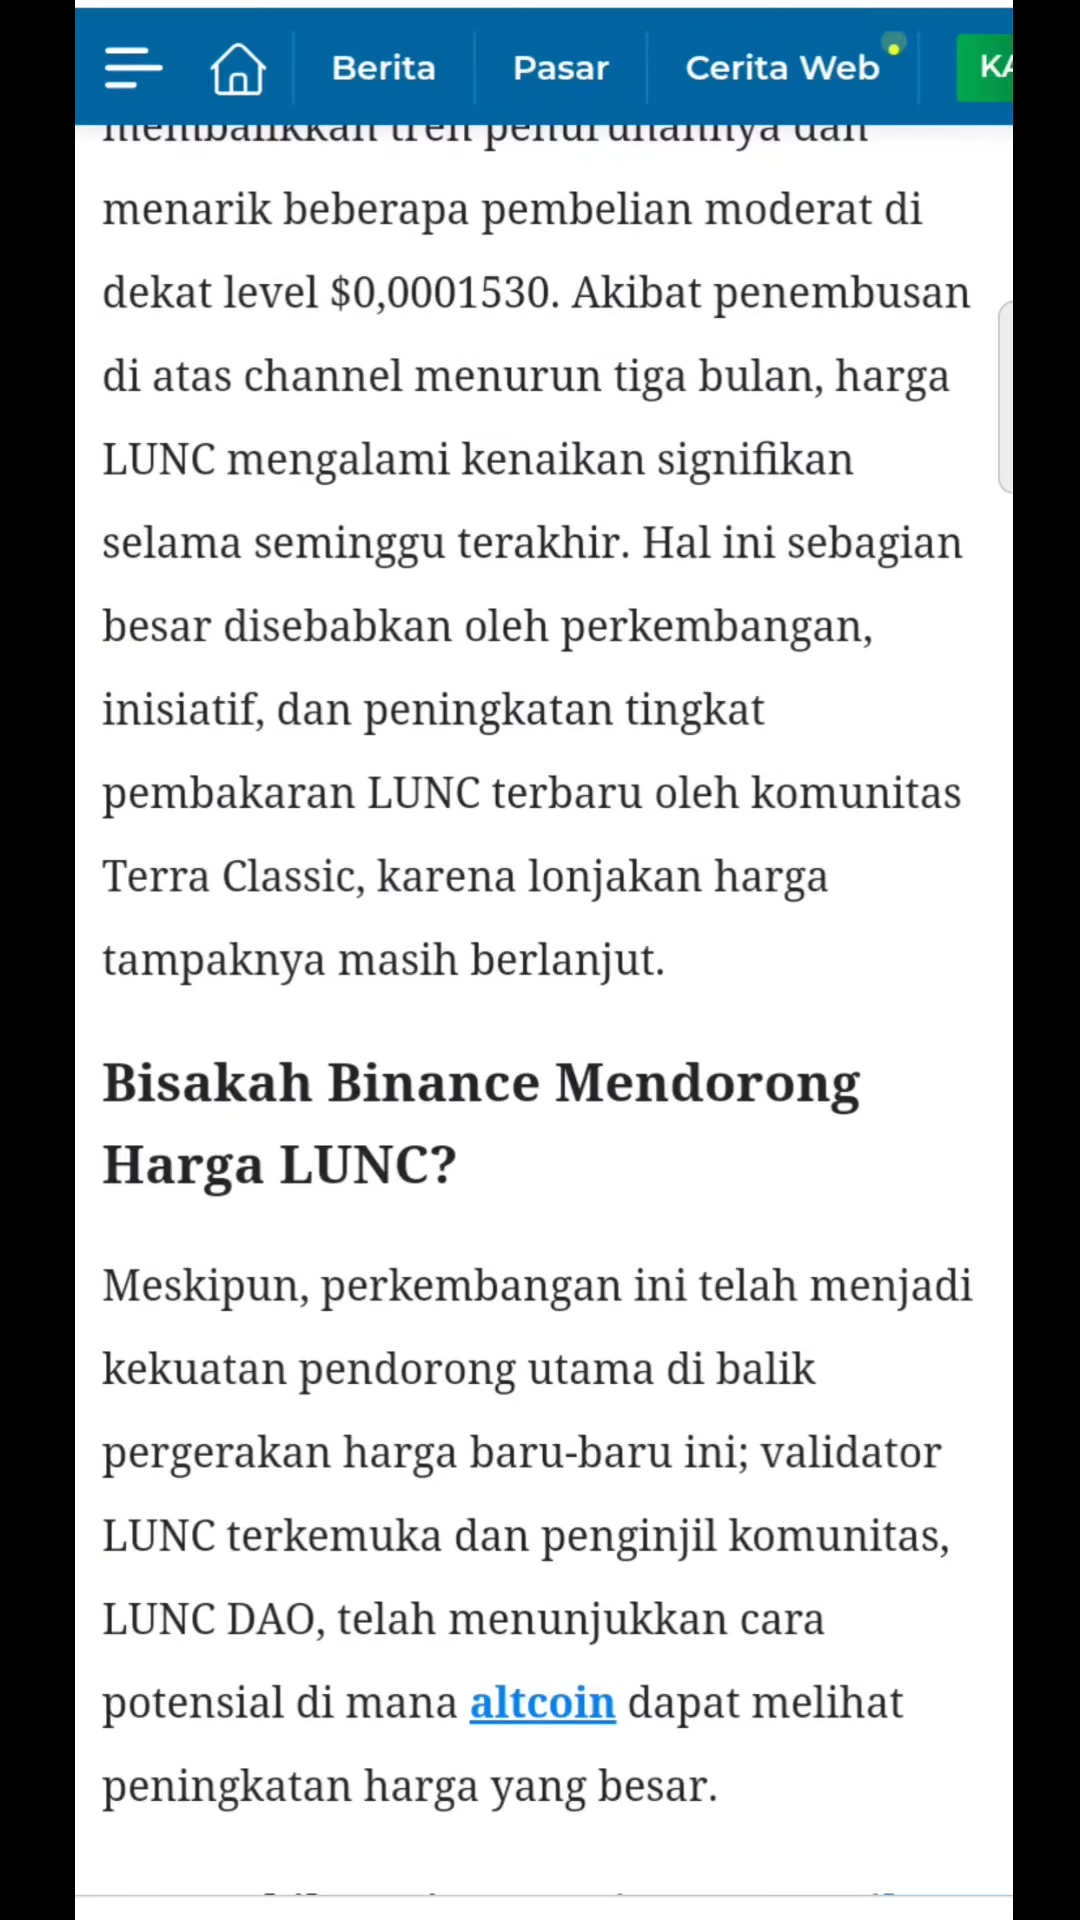 Berita
Pasar
Cerita Web
KA
membalikkan tren penurunannya dan
menarik beberapa pembelian moderat di
dekat level $0,0001530. Akibat penembusan
di atas channel menurun tiga bulan, harga
LUNC mengalami kenaikan signifikan
selama seminggu terakhir. Hal ini sebagian
besar disebabkan oleh perkembangan,
inisiatif, dan peningkatan tingkat
pembakaran LUNC terbaru oleh komunitas
Terra Classic, karena lonjakan harga
tampaknya masih berlanjut.
Bisakah Binance Mendorong
Harga LUNC?
Meskipun, perkembangan ini telah menjadi
kekuatan pendorong utama di balik
pergerakan harga baru-baru ini; validator
LUNC terkemuka dan penginjil komunitas,
LUNC DAO, telah menunjukkan cara
potensial di mana altcoin dapat melihat
peningkatan harga yang besar.